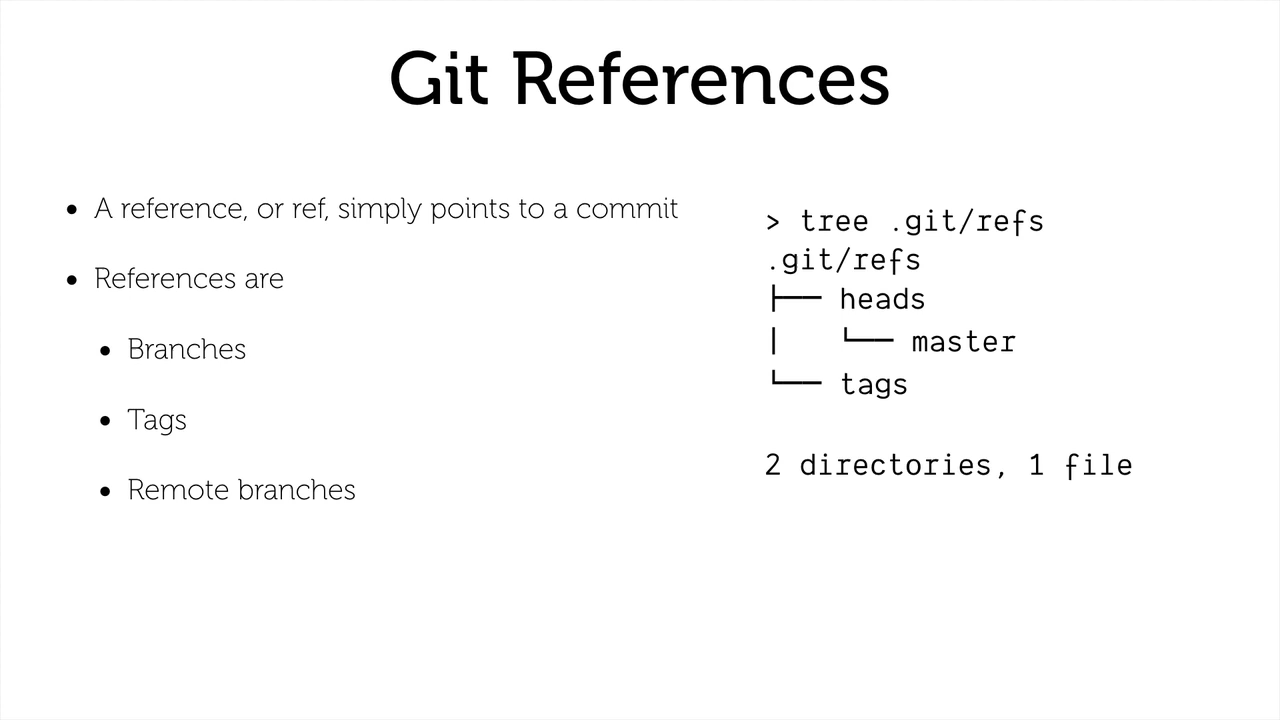 Git References
• A reference, or ref, simply points to a commit
• References are
• Branches
• Tags
• Remote branches
> tree .git/refs
.git/refs
├── heads
│   └── master
└── tags
2 directories, 1 file